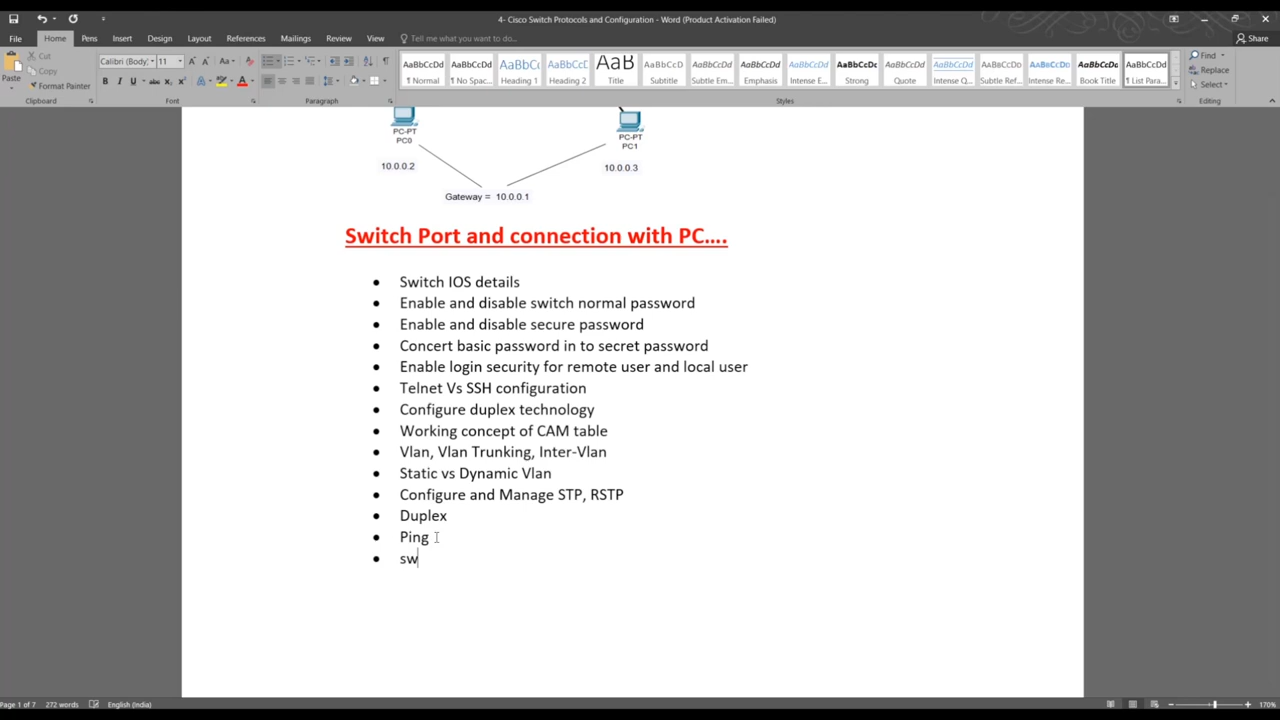 4- Cisco Switch Protocols and Configuration - Word (Product Activation Failed)
File Home Pens Insert Design Layout References Mailings Review View Tell me what you want to do... Share
Paste Cut Copy Format Painter
Calibri (Body) 11
AaBbCcDd AaBbCcDd AaBbC( AaBbCcC AaB AaBbCcD AaBbCcDd AaBbCcDd AaBbCcDd AaBbCcDd AaBbCcDd AaBbCcDd AaBbCcDd AaBbCcDd AaBbCcDd AaBbCcDd
¶ Normal ¶ No Spac... Heading 1 Heading 2 Title Subtitle Subtle Em... Emphasis Intense E... Strong Quote Intense Q... Subtle Ref... Intense Re... Book Title ¶ List Para...
Find Replace Select
Clipboard Font Paragraph Styles Editing
PC-PT PC-PT
PC0 PC1
10.0.0.2 10.0.0.3
Gateway = 10.0.0.1
Switch Port and connection with PC....
• Switch IOS details
• Enable and disable switch normal password
• Enable and disable secure password
• Concert basic password in to secret password
• Enable login security for remote user and local user
• Telnet Vs SSH configuration
• Configure duplex technology
• Working concept of CAM table
• Vlan, Vlan Trunking, Inter-Vlan
• Static vs Dynamic Vlan
• Configure and Manage STP, RSTP
• Duplex
• Ping
• sw
Page 1 of 7 272 words English (India) 170%